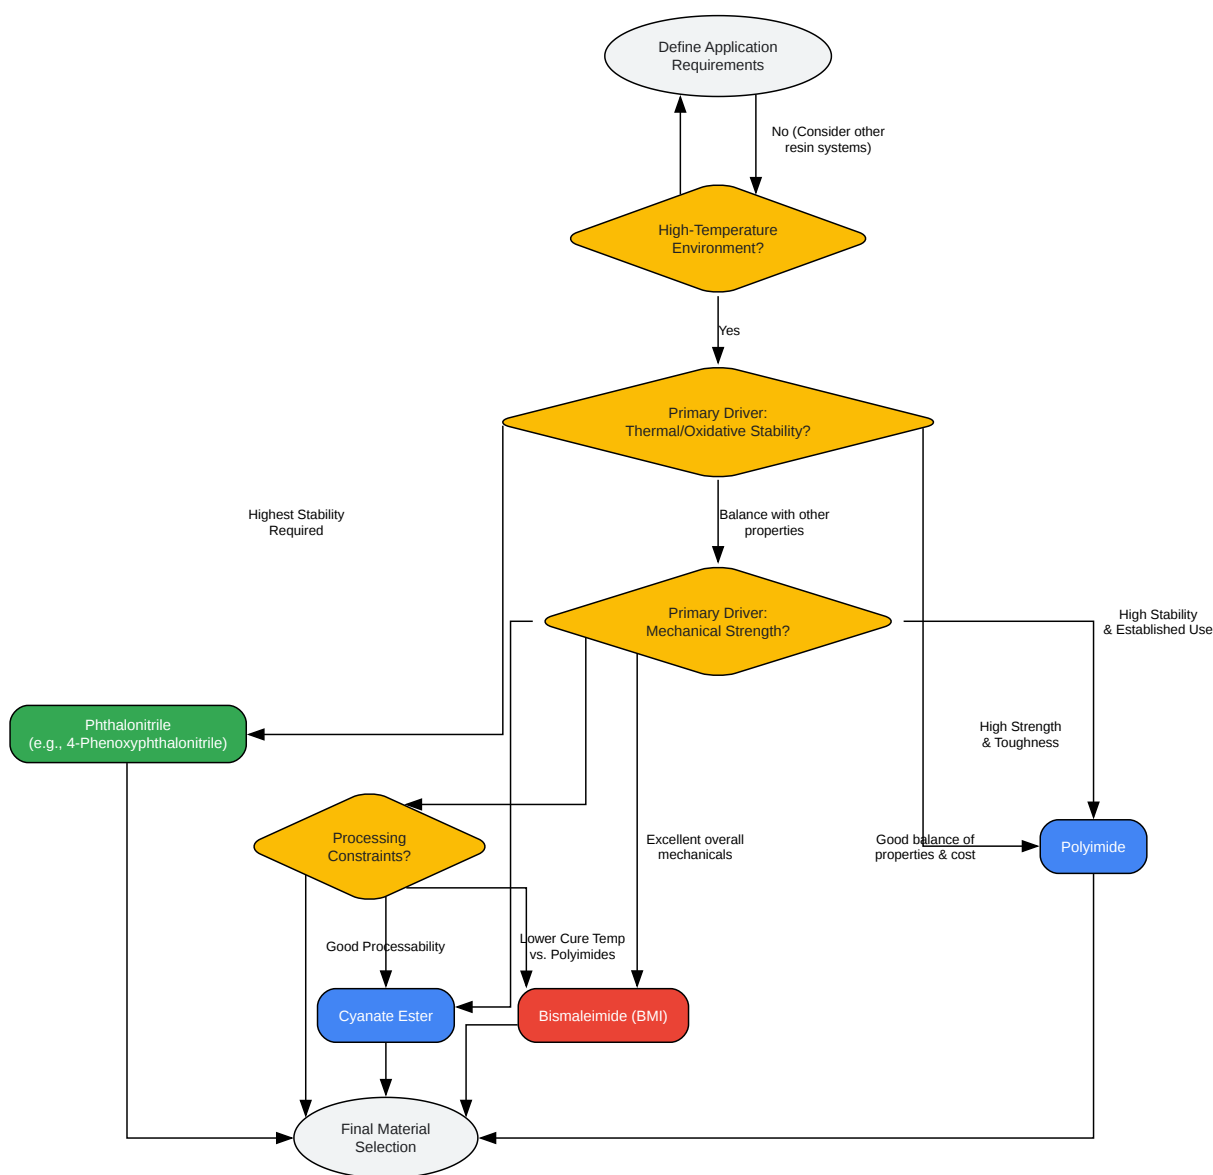 Define Application
Requirements
No (Consider other
resin systems)
High-Temperature
Environment?
Yes
Primary Driver:
Thermal/Oxidative Stability?
Highest Stability
Required
Balance with other
properties
Primary Driver:
Mechanical Strength?
High Stability
& Established Use
Phthalonitrile
(e.g., 4-Phenoxyphthalonitrile)
High Strength
& Toughness
Processing
Constraints?
Excellent overall
mechanicals
Good balance of
properties & cost
Polyimide
Good Processability
Lower Cure Temp
vs. Polyimides
Cyanate Ester
Bismaleimide (BMI)
Final Material
Selection